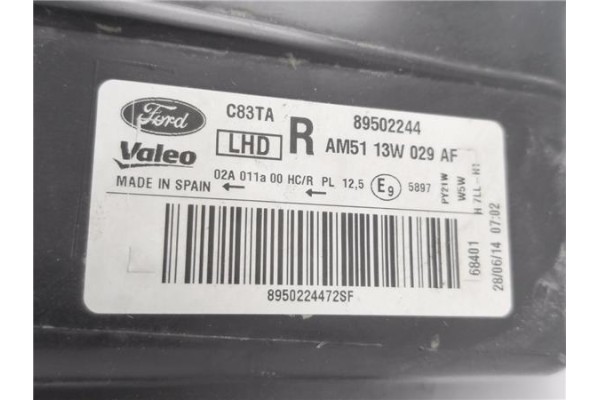 Ford
C83TA
89502244
Valeo
LHD
R
AM51 13W 029 AF
MADE IN SPAIN
02A 011a 00 HC/R PL 12,5
E9
5897
8950224472SF
PY21W
W5W
H7LL-H1
68401
28/06/14 07:02